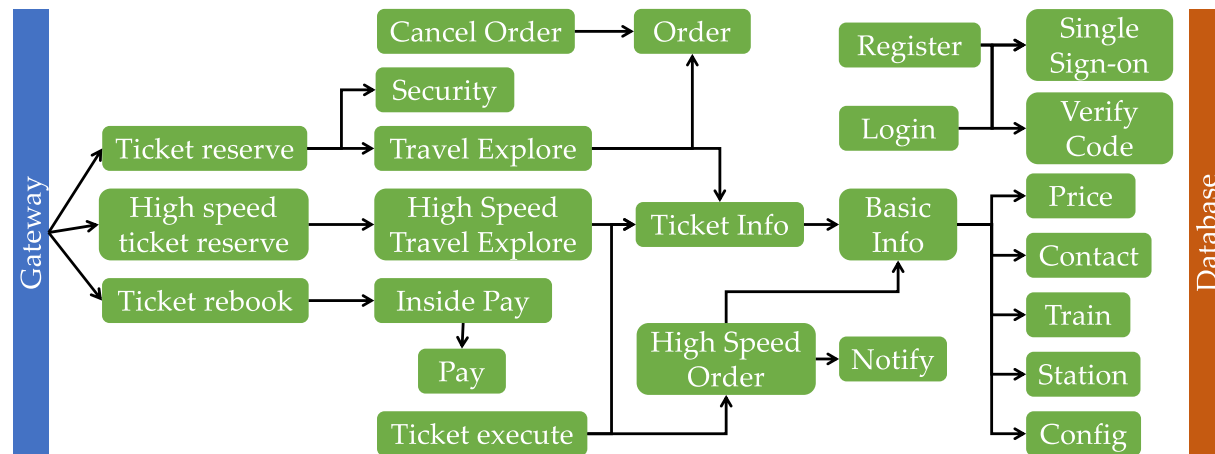 Gateway
Cancel Order
Order
Register
Single
Sign-on
Security
Login
Verify
Code
Ticket reserve
Travel Explore
High speed
ticket reserve
High Speed
Travel Explore
Ticket Info
Basic
Info
Price
Contact
Ticket rebook
Inside Pay
Train
High Speed
Order
Notify
Pay
Station
Ticket execute
Config
Database